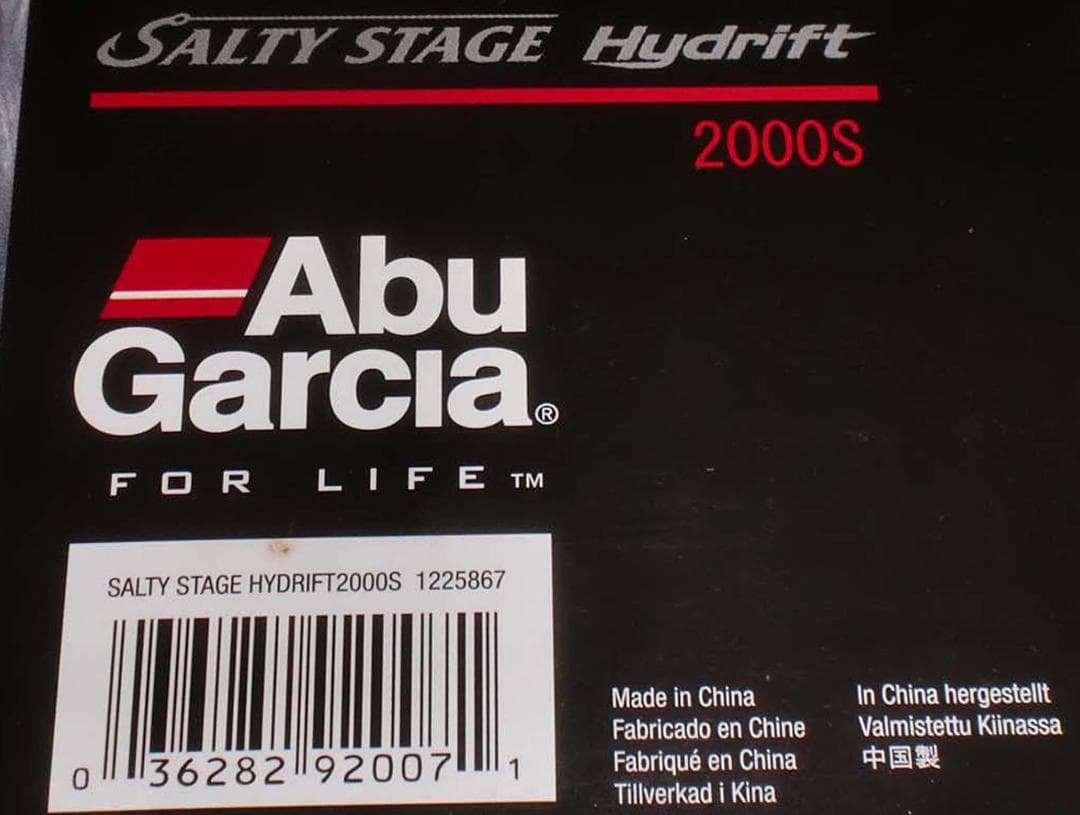 SALTY STAGE Hydrift
2000S
Abu
Garcia®
FOR LIFE™
SALTY STAGE HYDRIFT2000S 1225867
0 36282 92007 1
Made in China
Fabricado en Chine
Fabriqué en China
Tillverkad i Kina
In China hergestellt
Valmistettu Kiinassa
中国製